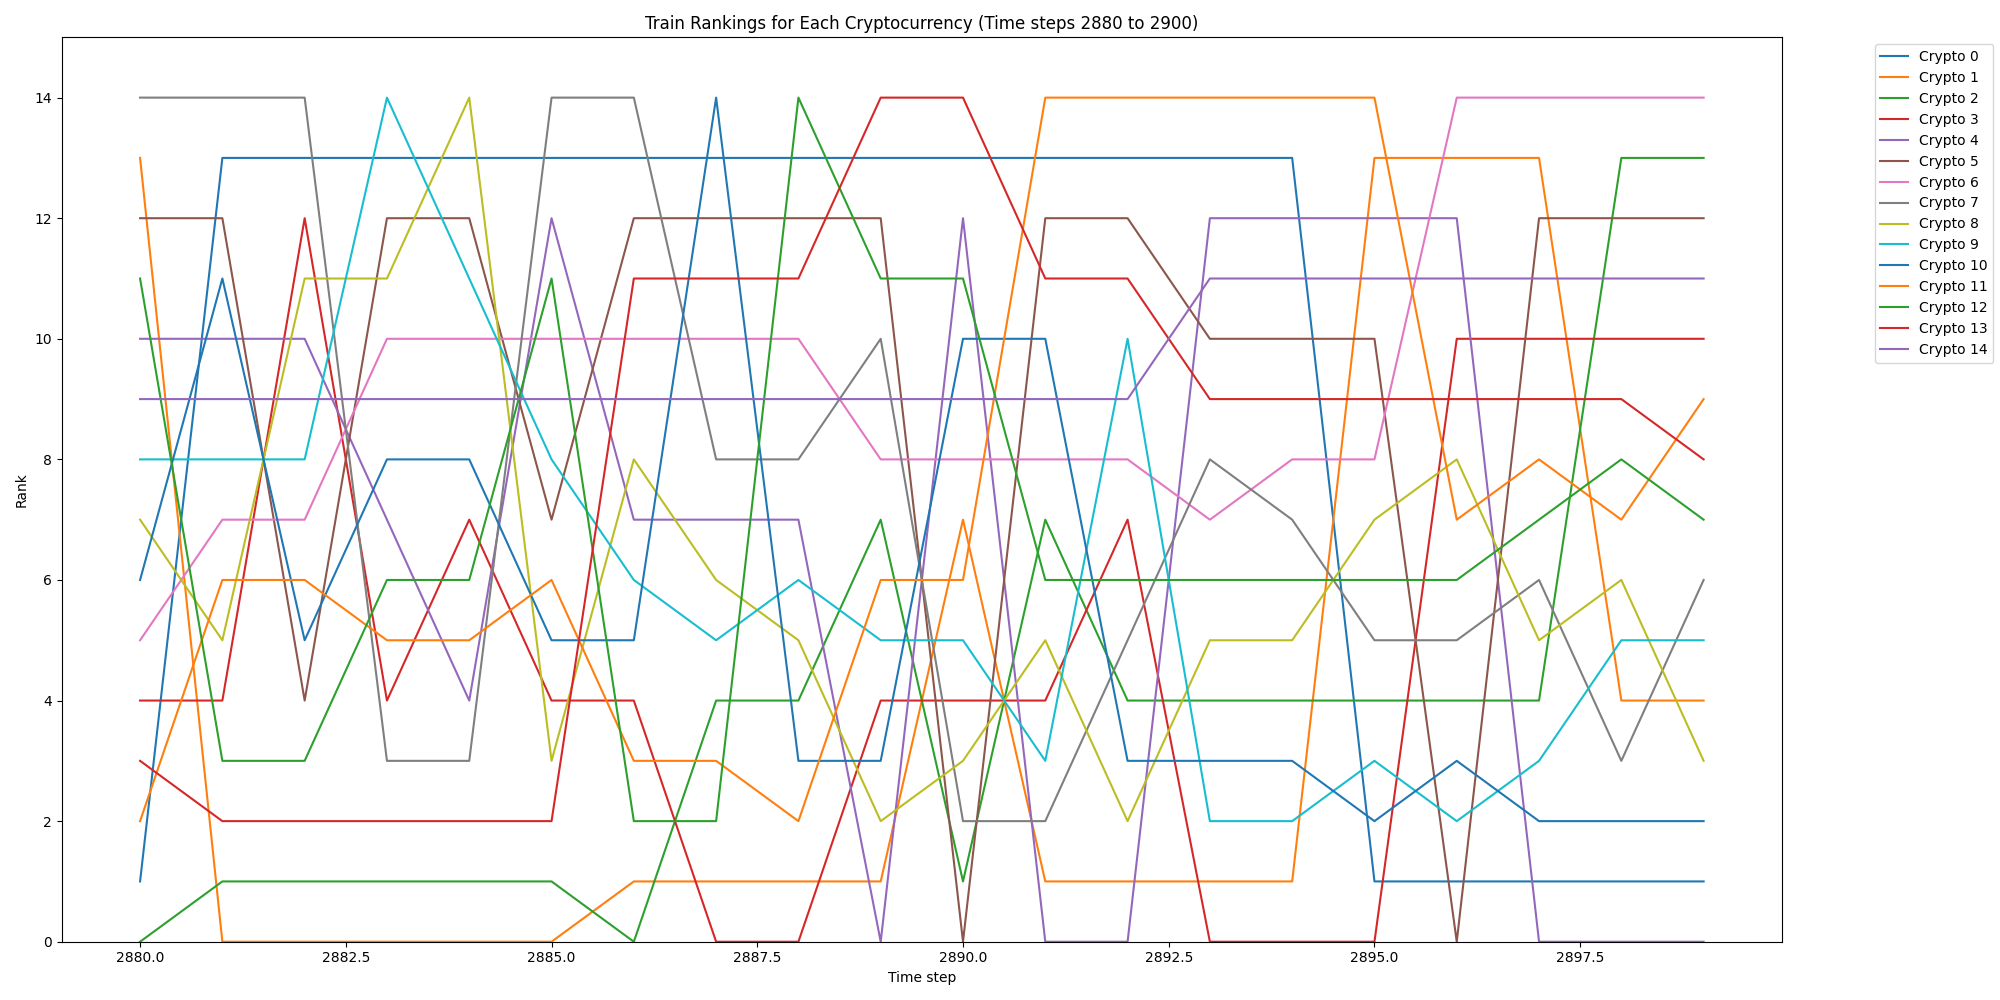 Train Rankings for Each Cryptocurrency (Time steps 2880 to 2900)
Rank
14
12
10
8
6
4
2
0
2880.0 2882.5 2885.0 2887.5 2890.0 2892.5 2895.0 2897.5
Time step
Crypto 0
Crypto 1
Crypto 2
Crypto 3
Crypto 4
Crypto 5
Crypto 6
Crypto 7
Crypto 8
Crypto 9
Crypto 10
Crypto 11
Crypto 12
Crypto 13
Crypto 14